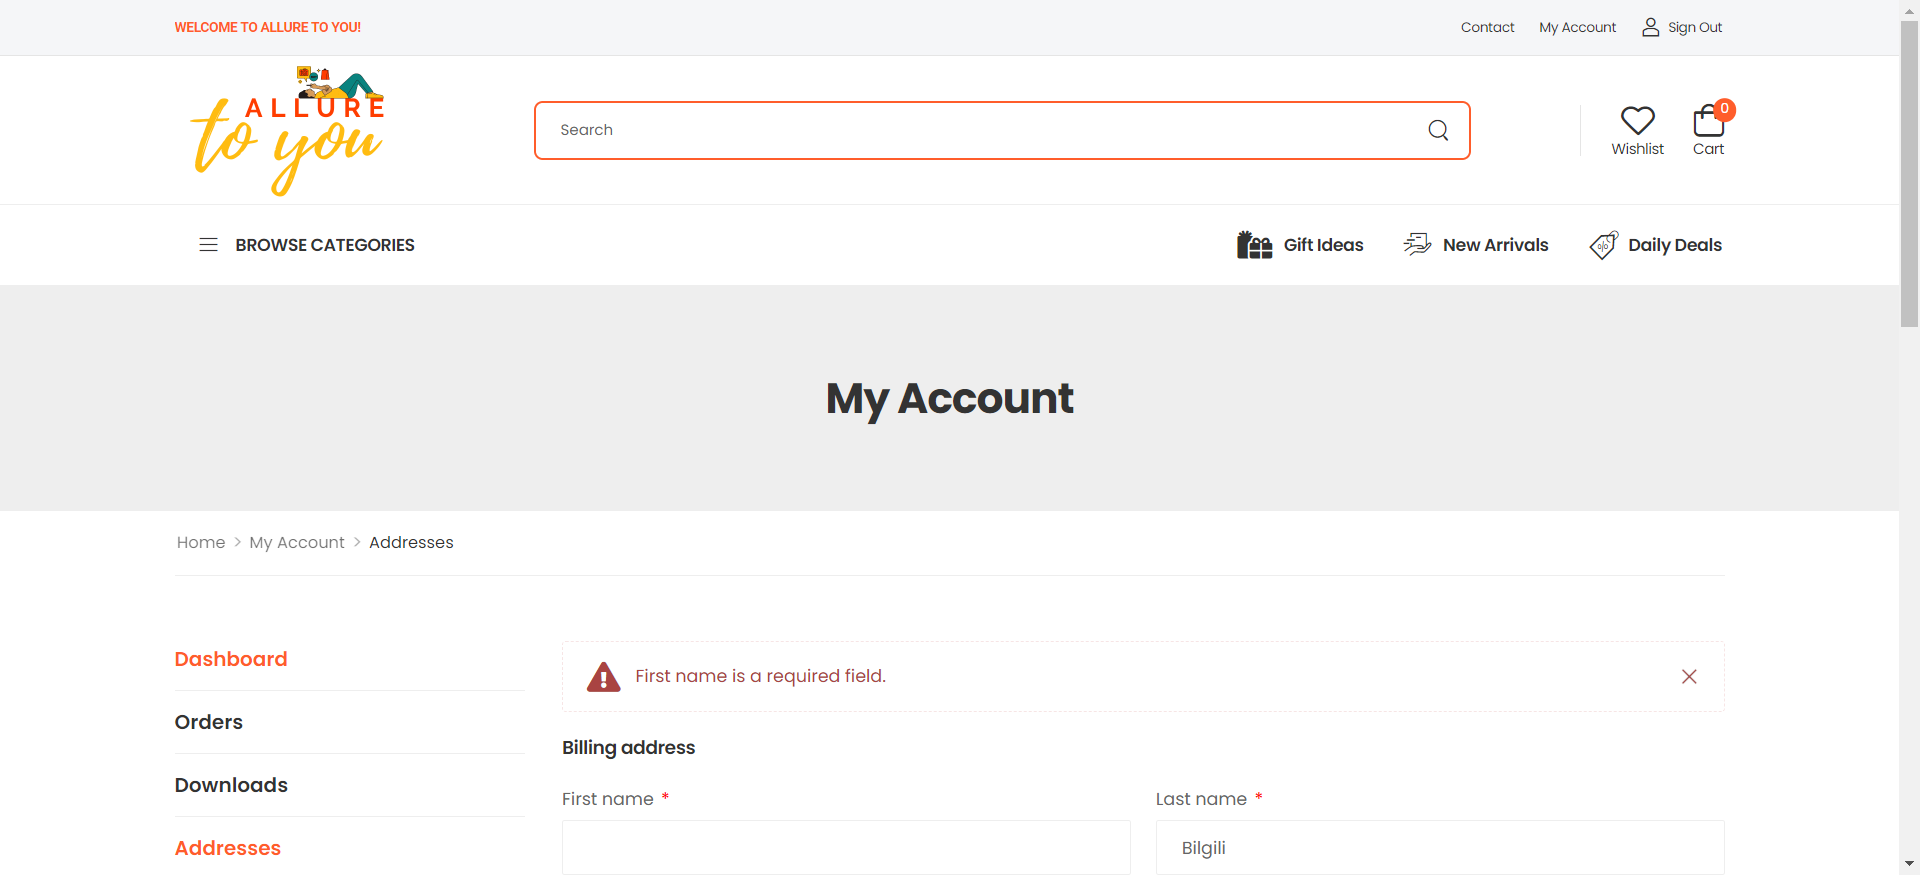 WELCOME TO ALLURE TO YOU!
Contact
My Account
Sign Out
ALLURE
to you
Search
Wishlist
0
Cart
BROWSE CATEGORIES
Gift Ideas
New Arrivals
Daily Deals
My Account
Home > My Account > Addresses
Dashboard
Orders
Downloads
Addresses
First name is a required field.
Billing address
First name *
Last name *
Bilgili